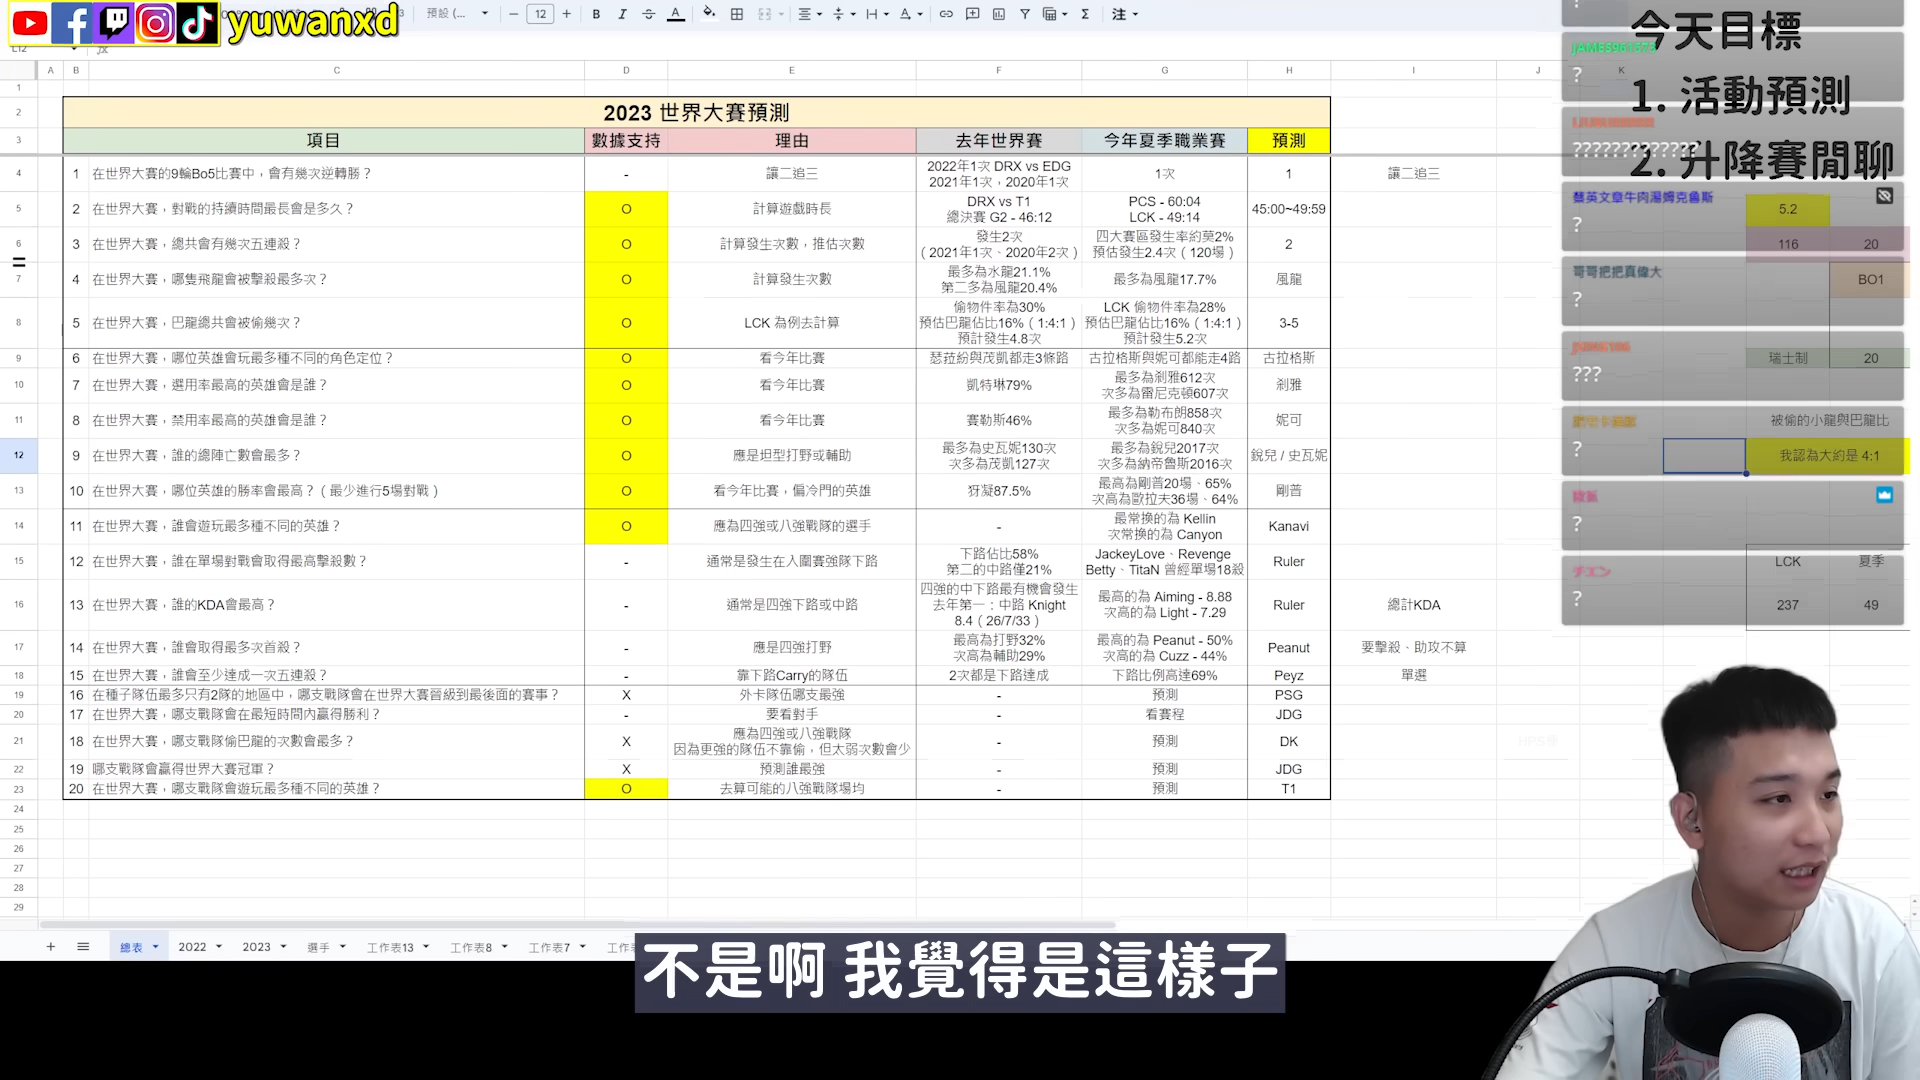 yuwanxd
預設 (...
12
注
L12
fx
A B C D E F G H I J K
2023 世界大賽預測
項目 數據支持 理由 去年世界賽 今年夏季職業賽 預測
1 在世界大賽的9輪Bo5比賽中，會有幾次逆轉勝？ - 讓二追三 2022年1次 DRX vs EDG 2021年1次，2020年1次 1次 1 讓二追三
2 在世界大賽，對戰的持續時間最長會是多久？ O 計算遊戲時長 DRX vs T1 總決賽 G2 - 46:12 PCS - 60:04 LCK - 49:14 45:00~49:59
3 在世界大賽，總共會有幾次五連殺？ O 計算發生次數，推估次數 發生2次 （2021年1次、2020年2次） 四大賽區發生率約莫2% 預估發生2.4次（120場） 2
4 在世界大賽，哪隻飛龍會被擊殺最多次？ O 計算發生次數 最多為水龍21.1% 第二多為風龍20.4% 最多為風龍17.7% 風龍
5 在世界大賽，巴龍總共會被偷幾次？ O LCK 為例去計算 偷物件率為30% 預估巴龍佔比16%（1:4:1） 預計發生4.8次 LCK 偷物件率為28% 預估巴龍佔比16%（1:4:1） 預計發生5.2次 3-5
6 在世界大賽，哪位英雄會玩最多種不同的角色定位？ O 看今年比賽 瑟菈紛與茂凱都走3條路 古拉格斯與妮可都能走4路 古拉格斯
7 在世界大賽，選用率最高的英雄會是誰？ O 看今年比賽 凱特琳79% 最多為剎雅612次 次多為雷尼克頓607次 剎雅
8 在世界大賽，禁用率最高的英雄會是誰？ O 看今年比賽 賽勒斯46% 最多為勒布朗858次 次多為妮可840次 妮可
9 在世界大賽，誰的總陣亡數會最多？ O 應是坦型打野或輔助 最多為史瓦妮130次 次多為茂凱127次 最多為銳兒2017次 次多為納帝魯斯2016次 銳兒 / 史瓦妮
10 在世界大賽，哪位英雄的勝率會最高？（最少進行5場對戰） O 看今年比賽，偏冷門的英雄 犽凝87.5% 最高為剛普20場、65% 次高為歐拉夫36場、64% 剛普
11 在世界大賽，誰會遊玩最多種不同的英雄？ O 應為四強或八強戰隊的選手 - 最常換的為 Kellin 次常換的為 Canyon Kanavi
12 在世界大賽，誰在單場對戰會取得最高擊殺數？ - 通常是發生在入圍賽強隊下路 下路佔比58% 第二的中路僅21% JackeyLove、Revenge Betty、TitaN 曾經單場18殺 Ruler
13 在世界大賽，誰的KDA會最高？ - 通常是四強下路或中路 四強的中下路最有機會發生 去年第一：中路 Knight 8.4（26/7/33） 最高的為 Aiming - 8.88 次高的為 Light - 7.29 Ruler 總計KDA
14 在世界大賽，誰會取得最多次首殺？ - 應是四強打野 最高為打野32% 次高為輔助29% 最高的為 Peanut - 50% 次高的為 Cuzz - 44% Peanut 要擊殺、助攻不算
15 在世界大賽，誰會至少達成一次五連殺？ - 靠下路Carry的隊伍 2次都是下路達成 下路比例高達69% Peyz 單選
16 在種子隊伍最多只有2隊的地區中，哪支戰隊會在世界大賽晉級到最後面的賽事？ X 外卡隊伍哪支最強 - 預測 PSG
17 在世界大賽，哪支戰隊會在最短時間內贏得勝利？ - 要看對手 - 看賽程 JDG
18 在世界大賽，哪支戰隊偷巴龍的次數會最多？ X 應為四強或八強戰隊 因為更強的隊伍不靠偷，但太弱次數會少 - 預測 DK
19 哪支戰隊會贏得世界大賽冠軍？ X 預測誰最強 - 預測 JDG
20 在世界大賽，哪支戰隊會遊玩最多種不同的英雄？ O 去算可能的八強戰隊場均 - 預測 T1
總表 2022 2023 選手 工作表13 工作表8 工作表7
今天目標
1. 活動預測
2. 升降賽閒聊
JAMES961573
?
?????????????
替英文章牛肉湯姆克魯斯
?
5.2
116 20
哥哥把把真偉大
?
BO1
???
瑞士制 20
?
被偷的小龍與巴龍比
我認為大約是 4:1
?
チエン
?
LCK 夏季
237 49
不是啊 我覺得是這樣子